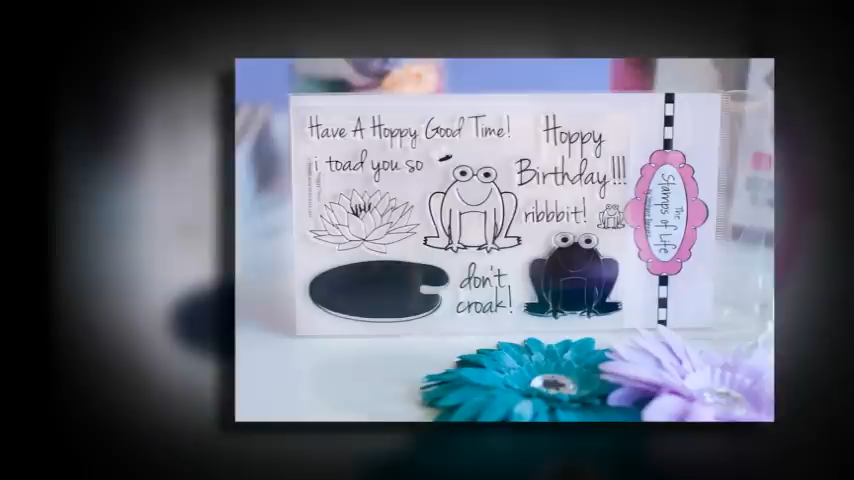 Have A Hoppy Good Time!
i toad you so
Hoppy
Birthday!!!
ribbbit!
don't
croak!
The
Stamps of Life